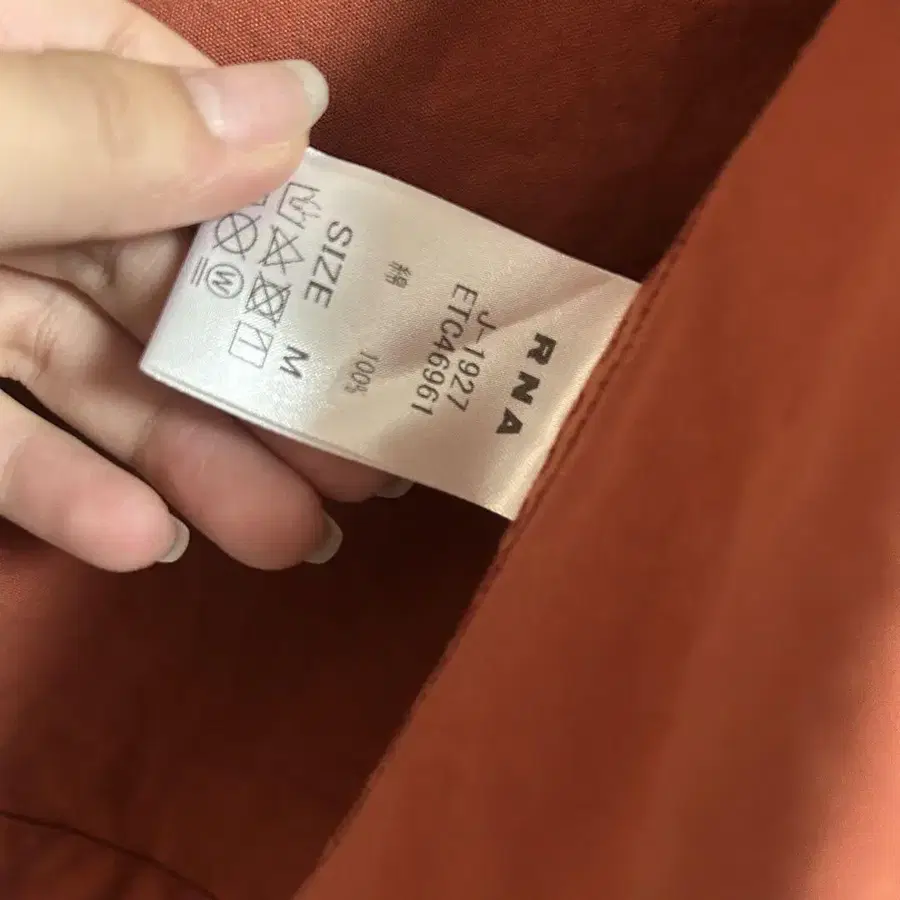 RNA
J-1927
ETC46961
綿 100%
SIZE M
W